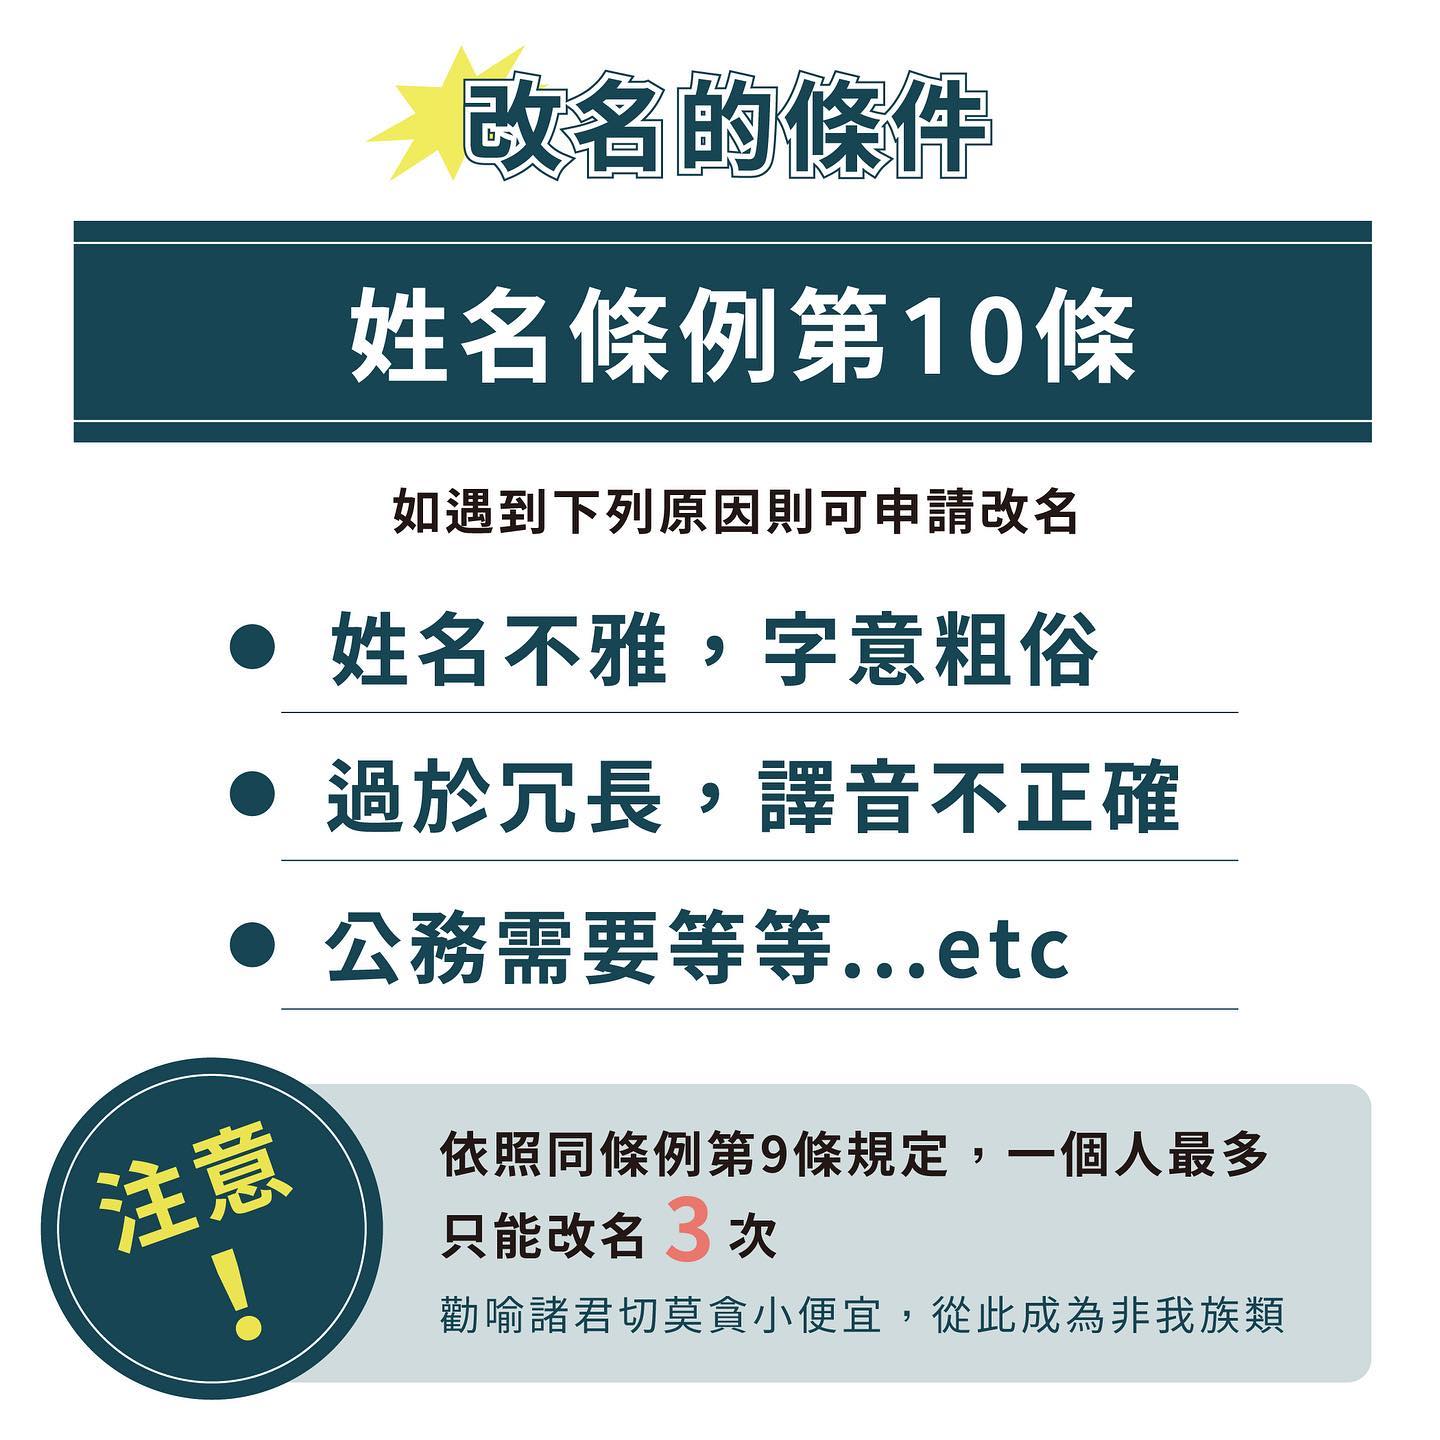 改名的條件
姓名條例第10條
如遇到下列原因則可申請改名
● 姓名不雅，字意粗俗
● 過於冗長，譯音不正確
● 公務需要等等...etc
注意
！
依照同條例第9條規定，一個人最多
只能改名 3 次
勸喻諸君切莫貪小便宜，從此成為非我族類